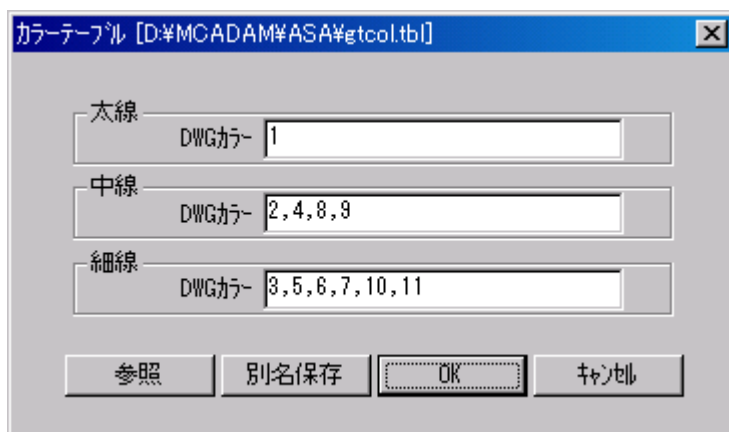 ｶﾗｰﾃｰﾌﾞﾙ [D:¥MCADAM¥ASA¥gtcol.tbl]
太線
DWGｶﾗｰ 1
中線
DWGｶﾗｰ 2,4,8,9
細線
DWGｶﾗｰ 3,5,6,7,10,11
参照 別名保存 OK ｷｬﾝｾﾙ